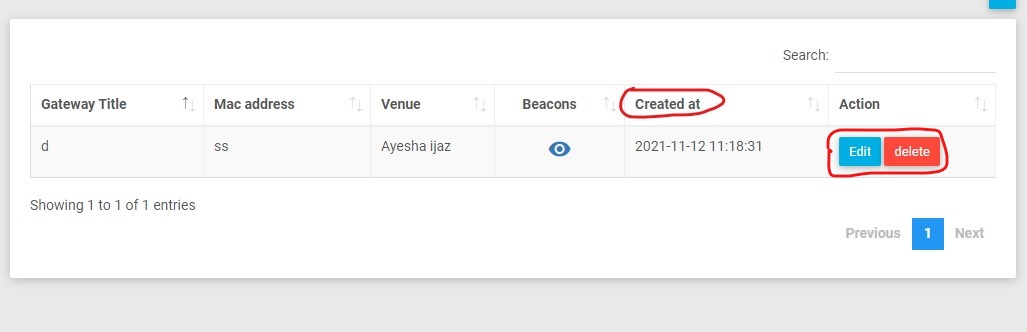 Search:
Gateway Title Mac address Venue Beacons Created at Action
d ss Ayesha ijaz 2021-11-12 11:18:31 Edit delete
Showing 1 to 1 of 1 entries
Previous 1 Next